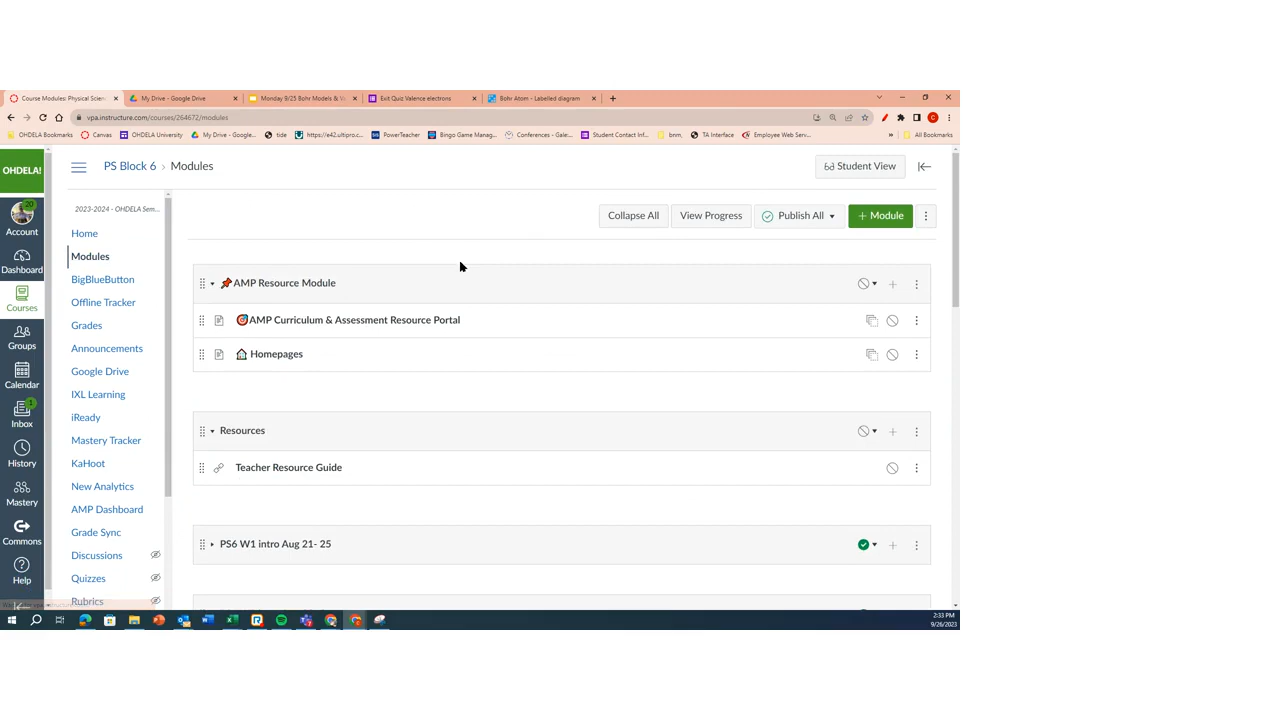 Course Modules: Physical Scien
My Drive - Google Drive
Monday 9/25 Bohr Models & V
Exit Quiz Valence electrons
Bohr Atom - Labelled diagram
vpa.instructure.com/courses/264672/modules
OHDELA Bookmarks
Canvas
OHDELA University
My Drive - Google...
tide
https://e42.ultipro.c...
PowerTeacher
Bingo Game Manag...
Conferences - Gale...
Student Contact Inf...
bnm,
TA Interface
Employee Web Serv...
»
All Bookmarks
OHDELA!
PS Block 6 › Modules
Student View
20
Account
Dashboard
Courses
Groups
Calendar
1
Inbox
History
Mastery
Commons
Help
2023-2024 - OHDELA Sem...
Home
Modules
BigBlueButton
Offline Tracker
Grades
Announcements
Google Drive
IXL Learning
iReady
Mastery Tracker
KaHoot
New Analytics
AMP Dashboard
Grade Sync
Discussions
Quizzes
Rubrics
Collapse All
View Progress
Publish All
+ Module
AMP Resource Module
AMP Curriculum & Assessment Resource Portal
Homepages
Resources
Teacher Resource Guide
PS6 W1 intro Aug 21- 25
2:33 PM
9/26/2023